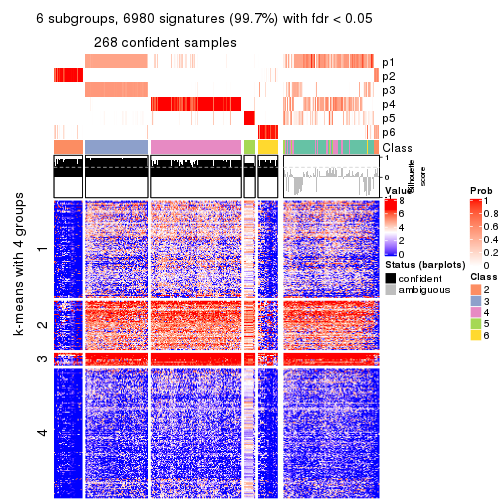 6 subgroups, 6980 signatures (99.7%) with fdr < 0.05
268 confident samples
p1
p2
p3
p4
p5
p6
Class
1
0
Silhouette
score
k-means with 4 groups
1
2
3
4
Value
8
6
4
2
0
Status (barplots)
confident
ambiguous
Prob
1
0.8
0.6
0.4
0.2
0
Class
2
3
4
5
6